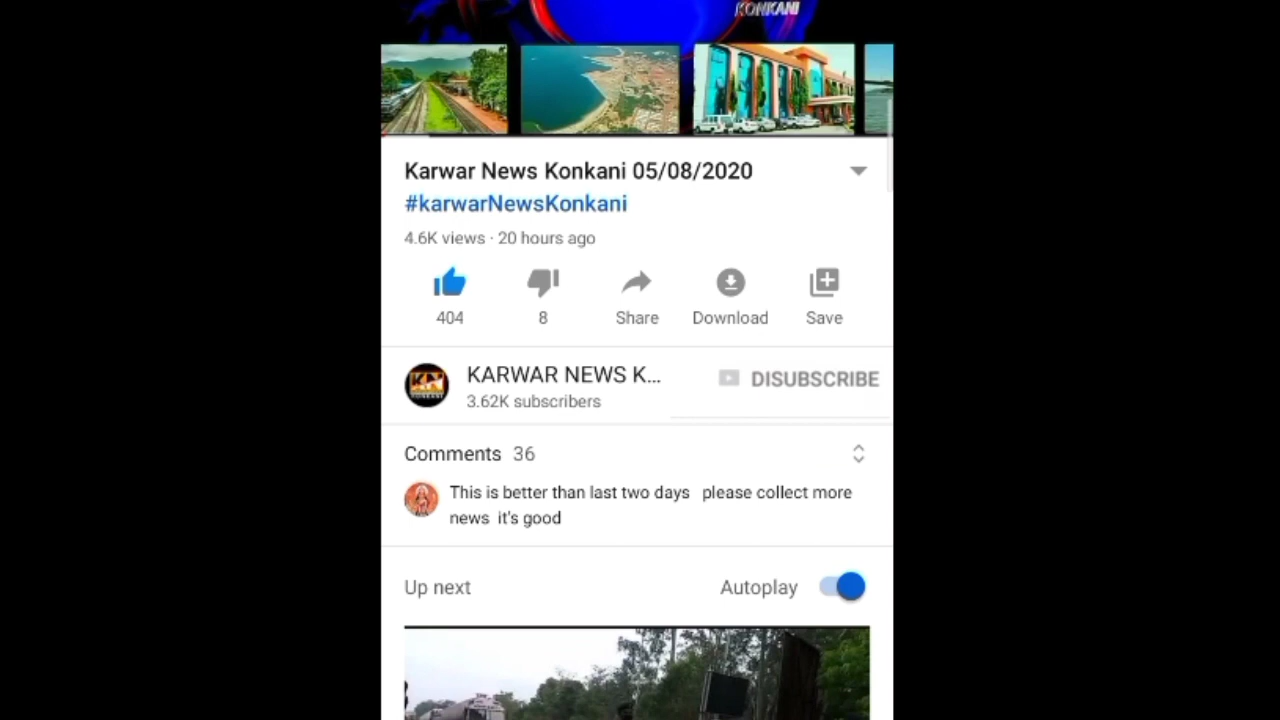 KONKANI
Karwar News Konkani 05/08/2020
#karwarNewsKonkani
4.6K views · 20 hours ago
404
8
Share
Download
Save
KN
KONKANI
KARWAR NEWS K...
3.62K subscribers
DISUBSCRIBE
Comments 36
This is better than last two days please collect more
news it's good
Up next
Autoplay